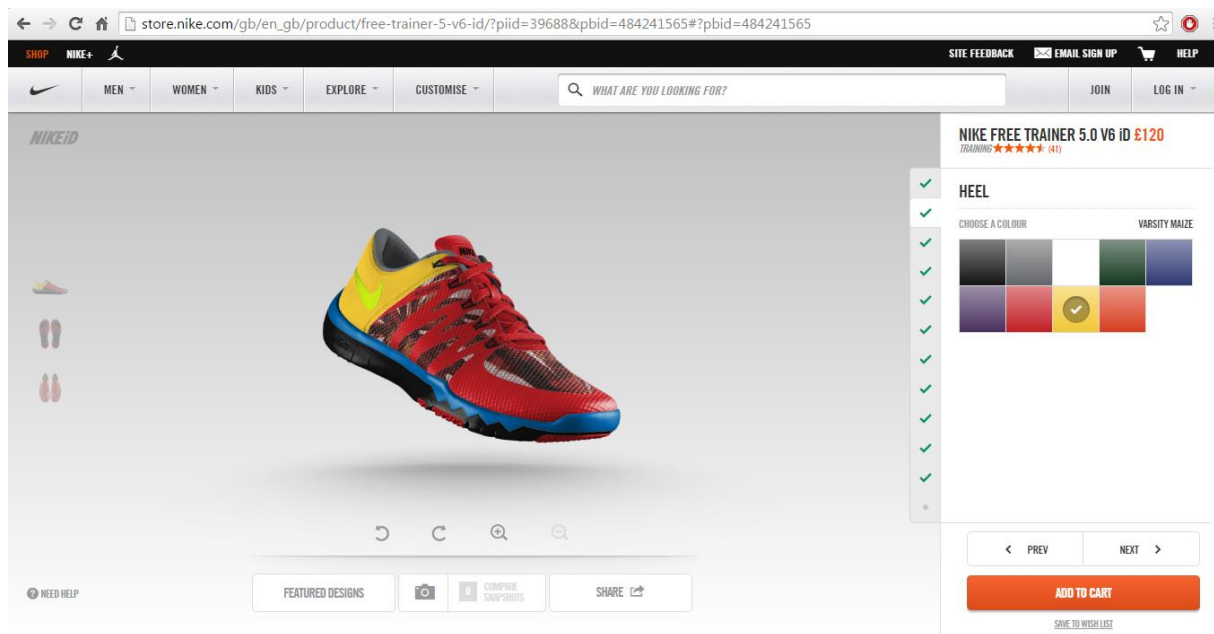 store.nike.com/gb/en_gb/product/free-trainer-5-v6-id/?piid=39688&pbid=484241565#?pbid=484241565
SHOP NIKE+ SITE FEEDBACK EMAIL SIGN UP HELP
MEN WOMEN KIDS EXPLORE CUSTOMISE WHAT ARE YOU LOOKING FOR? JOIN LOG IN
NIKEiD
NIKE FREE TRAINER 5.0 V6 iD £120
TRAINING (41)
HEEL
CHOOSE A COLOUR VARSITY MAIZE
PREV NEXT
NEED HELP FEATURED DESIGNS 0 COMPARE SNAPSHOTS SHARE
ADD TO CART
SAVE TO WISH LIST